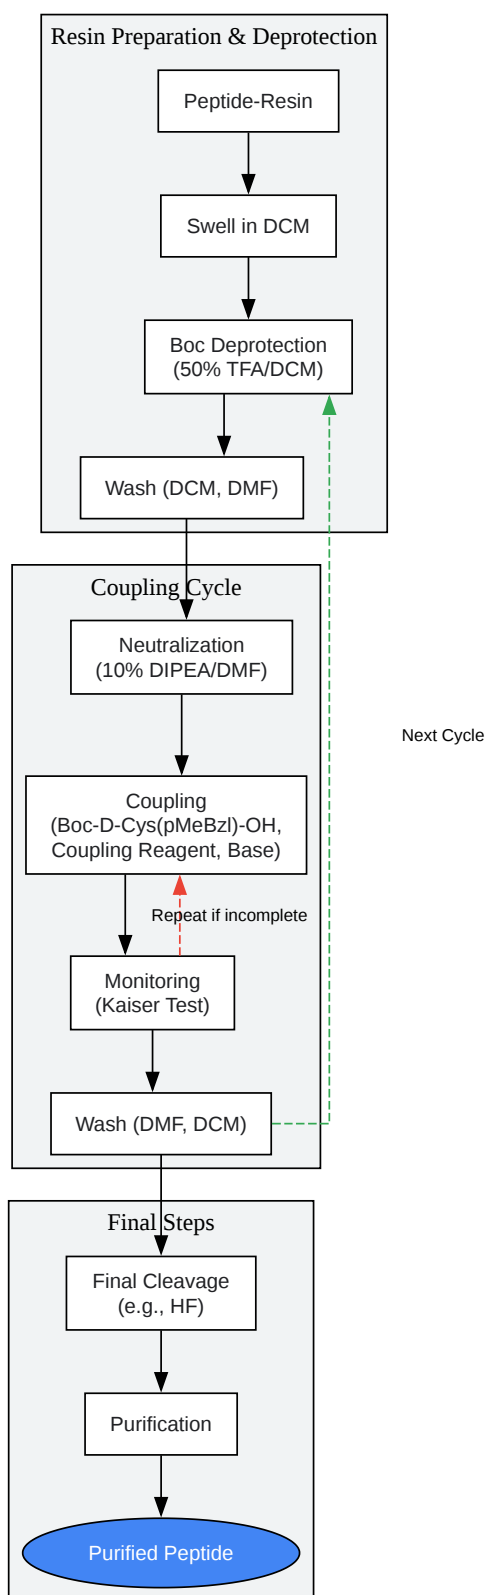 Resin Preparation & Deprotection
Peptide-Resin
Swell in DCM
Boc Deprotection
(50% TFA/DCM)
Wash (DCM, DMF)
Coupling Cycle
Neutralization
(10% DIPEA/DMF)
Next Cycle
Coupling
(Boc-D-Cys(pMeBzl)-OH,
Coupling Reagent, Base)
Repeat if incomplete
Monitoring
(Kaiser Test)
Wash (DMF, DCM)
Final Steps
Final Cleavage
(e.g., HF)
Purification
Purified Peptide